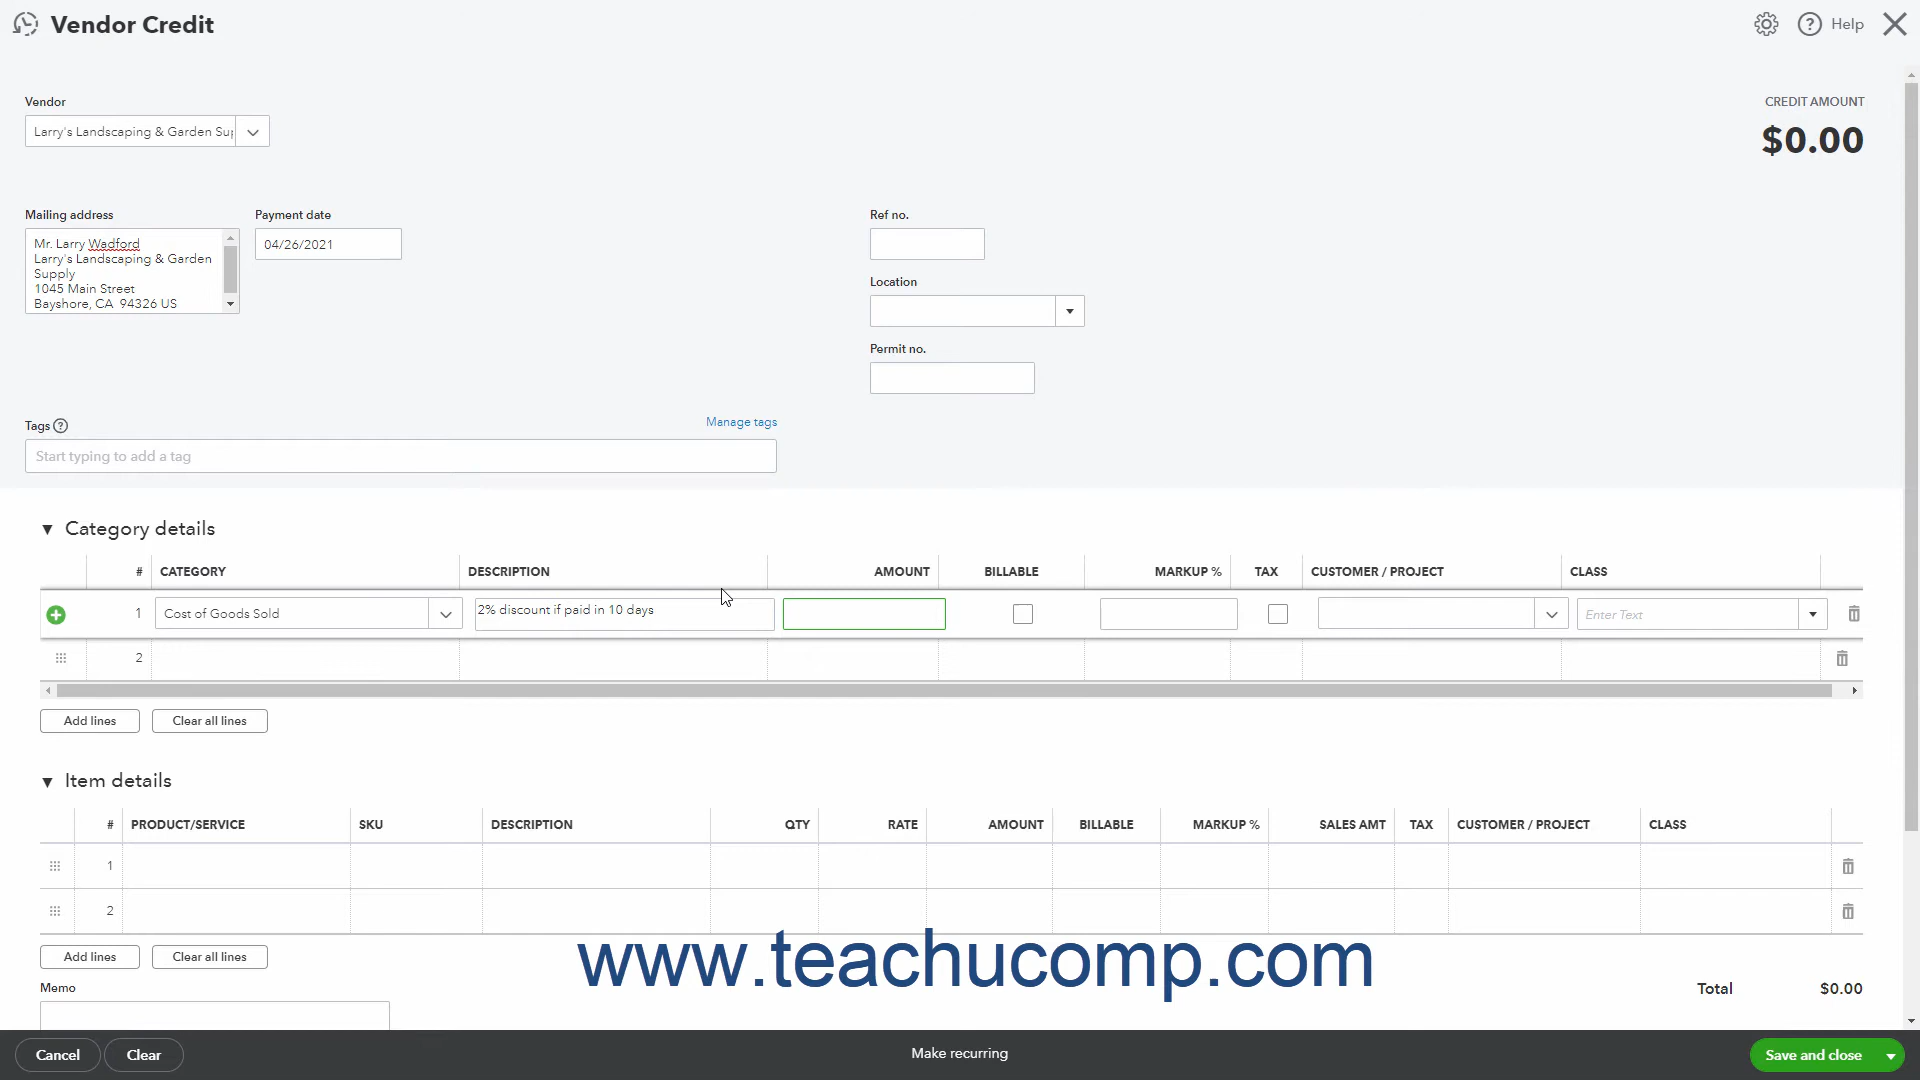 Vendor Credit
Help
Vendor
Larry's Landscaping & Garden Sup
CREDIT AMOUNT
$0.00
Mailing address
Payment date
Ref no.
Mr. Larry Wadford
Larry's Landscaping & Garden
Supply
1045 Main Street
Bayshore, CA 94326 US
04/26/2021
Location
Permit no.
Tags
Manage tags
Start typing to add a tag
Category details
# CATEGORY DESCRIPTION AMOUNT BILLABLE MARKUP % TAX CUSTOMER / PROJECT CLASS
1 Cost of Goods Sold 2% discount if paid in 10 days Enter Text
2
Add lines Clear all lines
Item details
# PRODUCT/SERVICE SKU DESCRIPTION QTY RATE AMOUNT BILLABLE MARKUP % SALES AMT TAX CUSTOMER / PROJECT CLASS
1
2
Add lines Clear all lines
www.teachucomp.com
Memo
Total $0.00
Cancel Clear Make recurring Save and close